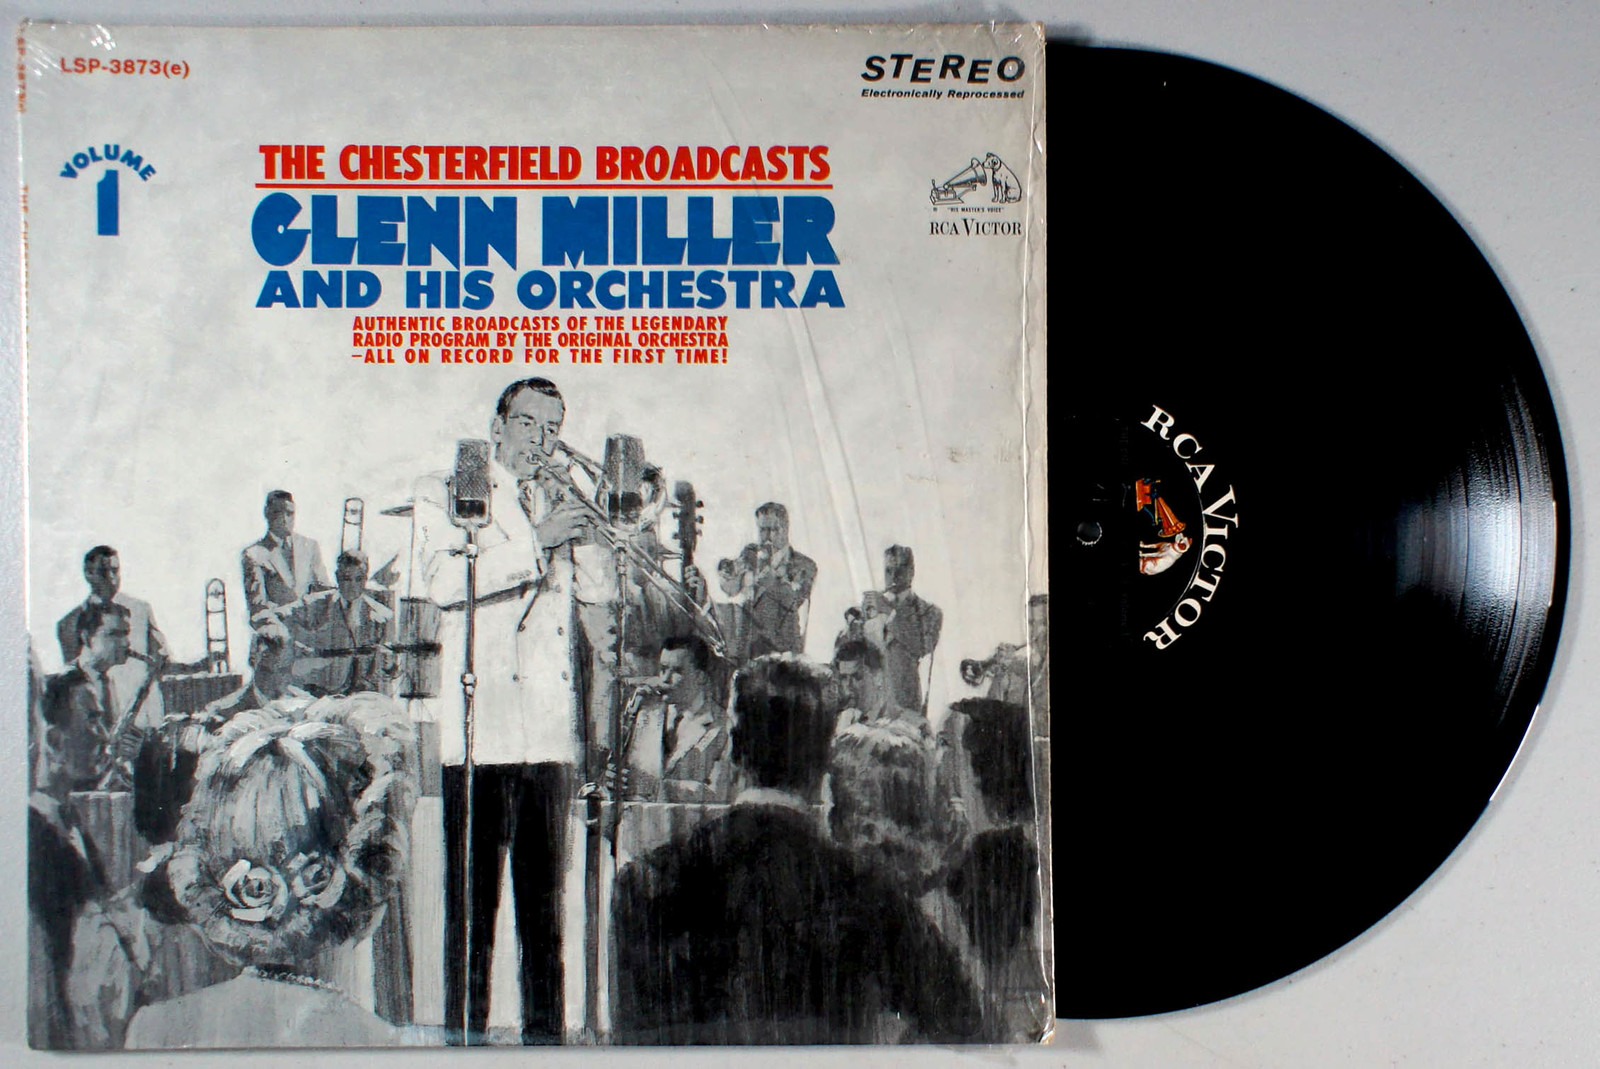 LSP-3873(e)
STEREO
Electronically Reprocessed
VOLUME
1
THE CHESTERFIELD BROADCASTS
GLENN MILLER
AND HIS ORCHESTRA
AUTHENTIC BROADCASTS OF THE LEGENDARY
RADIO PROGRAM BY THE ORIGINAL ORCHESTRA
—ALL ON RECORD FOR THE FIRST TIME!
"HIS MASTER'S VOICE"
RCA VICTOR
RCA VICTOR